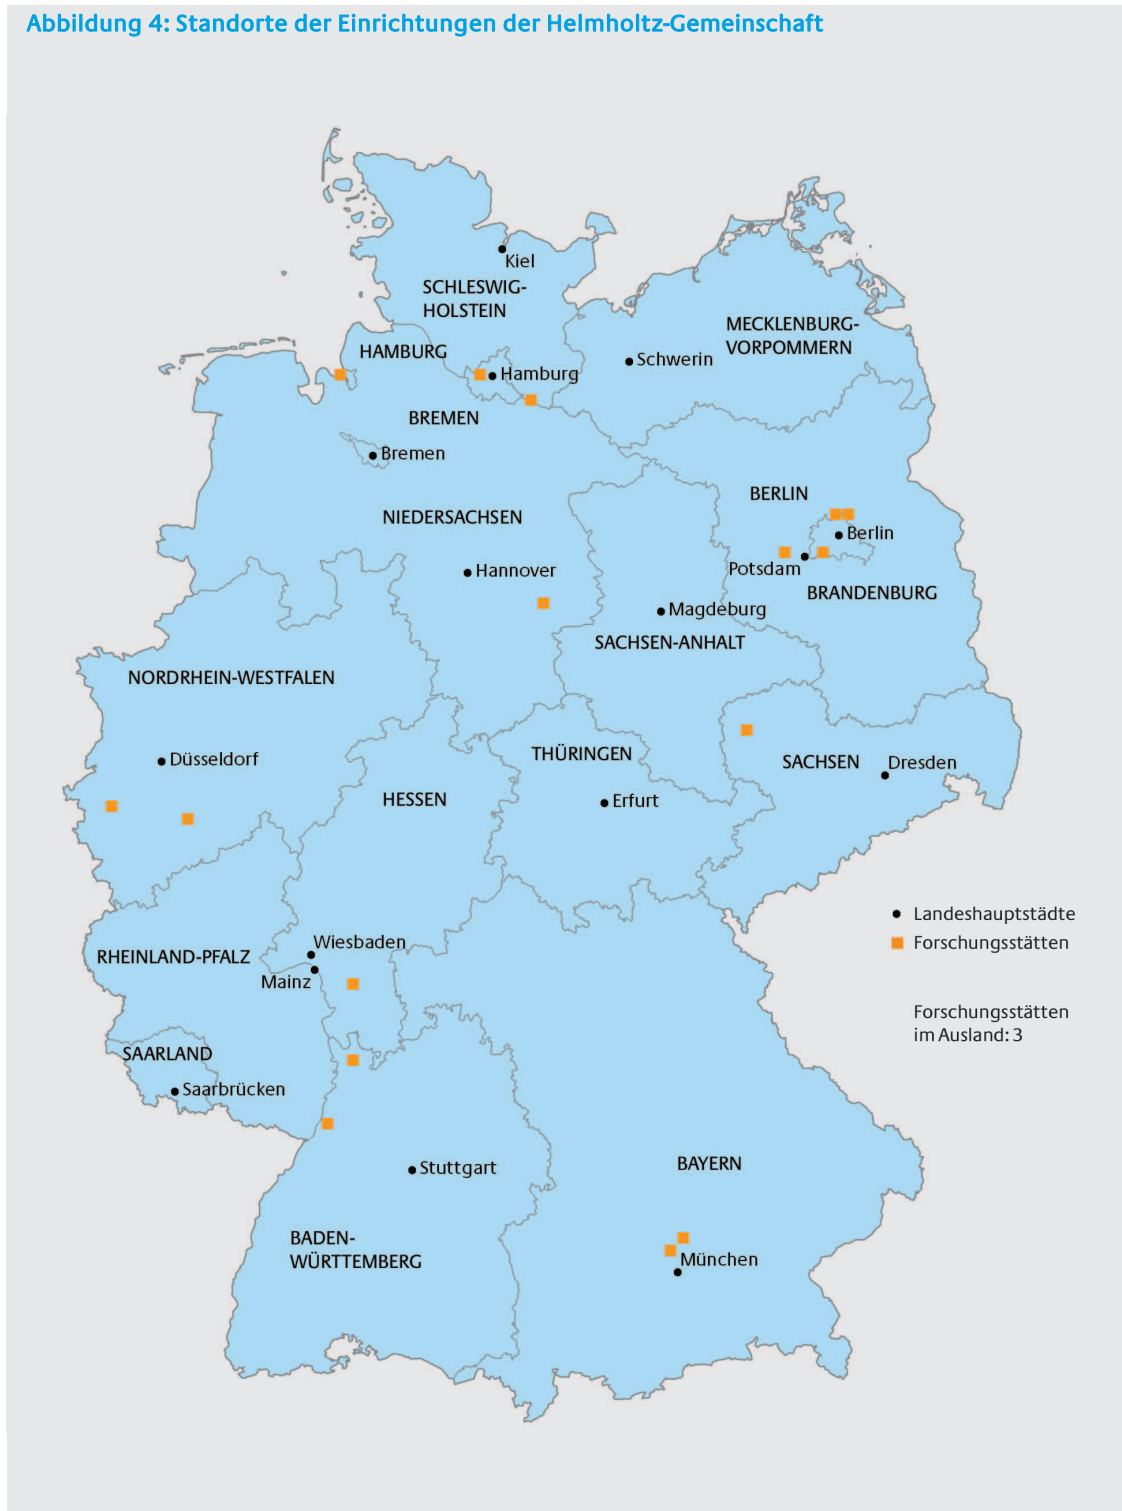 Abbildung 4: Standorte der Einrichtungen der Helmholtz-Gemeinschaft
Kiel
SCHLESWIG-
HOLSTEIN
MECKLENBURG-
VORPOMMERN
HAMBURG
Schwerin
Hamburg
BREMEN
Bremen
BERLIN
NIEDERSACHSEN
Berlin
Hannover
Potsdam
BRANDENBURG
Magdeburg
SACHSEN-ANHALT
NORDRHEIN-WESTFALEN
THÜRINGEN
Düsseldorf
SACHSEN
Dresden
HESSEN
Erfurt
Landeshauptstädte
Forschungsstätten
Wiesbaden
RHEINLAND-PFALZ
Mainz
Forschungsstätten
im Ausland: 3
SAARLAND
Saarbrücken
Stuttgart
BAYERN
BADEN-
WÜRTTEMBERG
München